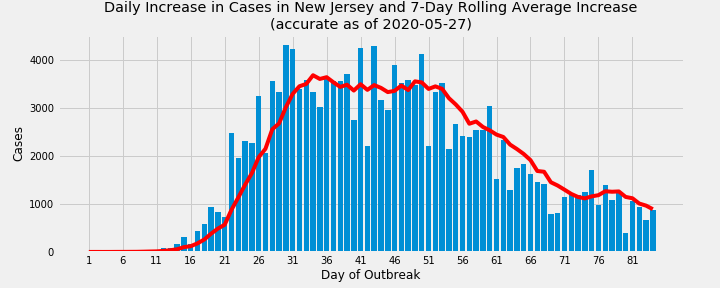 Daily Increase in Cases in New Jersey and 7-Day Rolling Average Increase
(accurate as of 2020-05-27)
4000
3000
2000
1000
0
Cases
1 6 11 16 21 26 31 36 41 46 51 56 61 66 71 76 81
Day of Outbreak